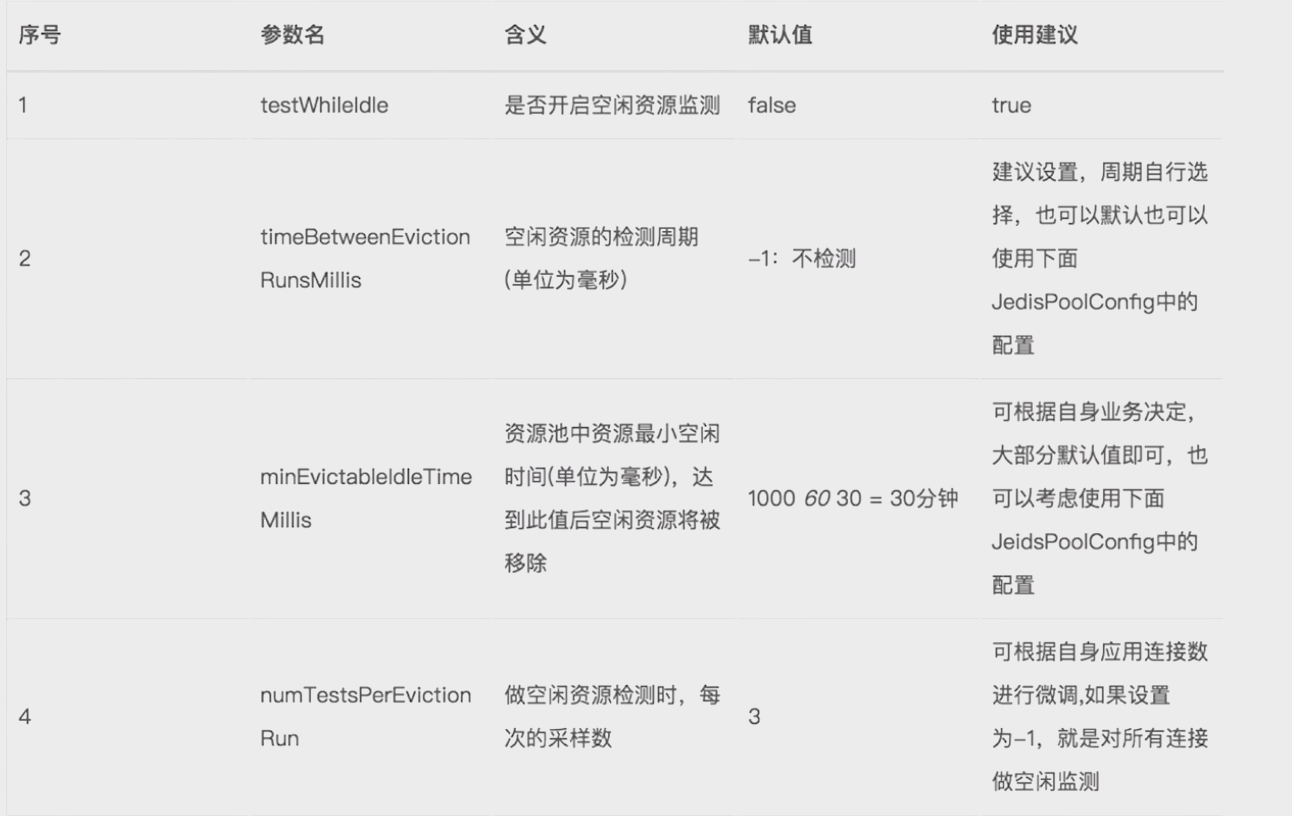 序号 参数名 含义 默认值 使用建议
1 testWhileIdle 是否开启空闲资源监测 false true
2
timeBetweenEviction
RunsMillis
空闲资源的检测周期
(单位为毫秒)
-1：不检测
建议设置，周期自行选
择，也可以默认也可以
使用下面
JedisPoolConfig中的
配置
3
minEvictableIdleTime
Millis
资源池中资源最小空闲
时间(单位为毫秒)，达
到此值后空闲资源将被
移除
1000 60 30 = 30分钟
可根据自身业务决定，
大部分默认值即可，也
可以考虑使用下面
JeidsPoolConfig中的
配置
4
numTestsPerEviction
Run
做空闲资源检测时，每
次的采样数
3
可根据自身应用连接数
进行微调,如果设置
为-1，就是对所有连接
做空闲监测